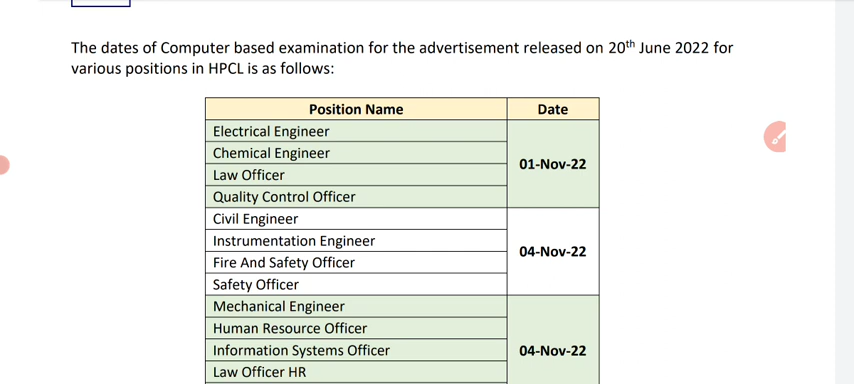 The dates of Computer based examination for the advertisement released on 20th June 2022 for
various positions in HPCL is as follows:
Position Name Date
Electrical Engineer
Chemical Engineer
01-Nov-22
Law Officer
Quality Control Officer
Civil Engineer
Instrumentation Engineer
04-Nov-22
Fire And Safety Officer
Safety Officer
Mechanical Engineer
Human Resource Officer
Information Systems Officer 04-Nov-22
Law Officer HR